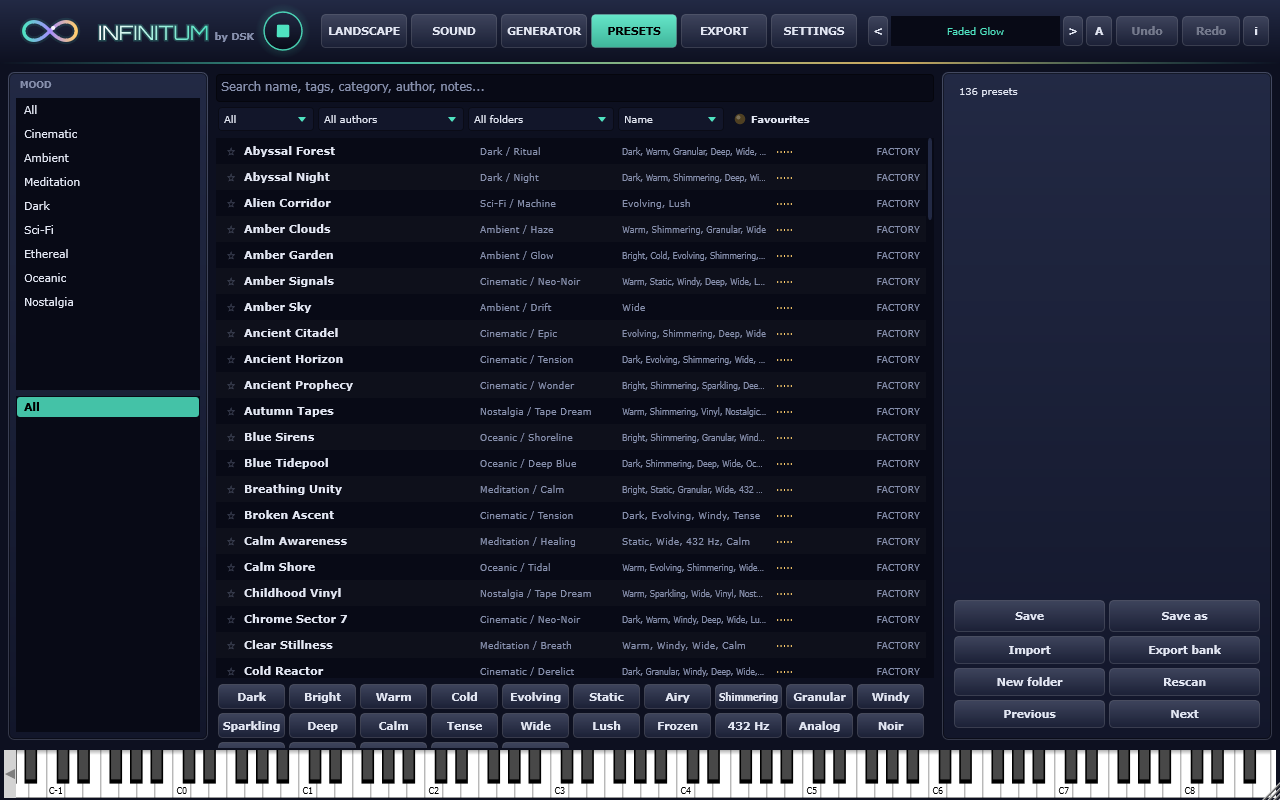 INFINITUM by DSK
LANDSCAPE SOUND GENERATOR PRESETS EXPORT SETTINGS < Faded Glow > A Undo Redo i
MOOD
All
Cinematic
Ambient
Meditation
Dark
Sci-Fi
Ethereal
Oceanic
Nostalgia
All
Search name, tags, category, author, notes...
All All authors All folders Name Favourites
Abyssal Forest Dark / Ritual Dark, Warm, Granular, Deep, Wide, ... FACTORY
Abyssal Night Dark / Night Dark, Warm, Shimmering, Deep, Wi... FACTORY
Alien Corridor Sci-Fi / Machine Evolving, Lush FACTORY
Amber Clouds Ambient / Haze Warm, Shimmering, Granular, Wide FACTORY
Amber Garden Ambient / Glow Bright, Cold, Evolving, Shimmering,... FACTORY
Amber Signals Cinematic / Neo-Noir Warm, Static, Windy, Deep, Wide, L... FACTORY
Amber Sky Ambient / Drift Wide FACTORY
Ancient Citadel Cinematic / Epic Evolving, Shimmering, Deep, Wide FACTORY
Ancient Horizon Cinematic / Tension Dark, Evolving, Shimmering, Wide, ... FACTORY
Ancient Prophecy Cinematic / Wonder Bright, Shimmering, Sparkling, Dee... FACTORY
Autumn Tapes Nostalgia / Tape Dream Warm, Shimmering, Vinyl, Nostalgic... FACTORY
Blue Sirens Oceanic / Shoreline Bright, Shimmering, Granular, Wind... FACTORY
Blue Tidepool Oceanic / Deep Blue Dark, Shimmering, Deep, Wide, Oc... FACTORY
Breathing Unity Meditation / Calm Bright, Static, Granular, Wide, 432 ... FACTORY
Broken Ascent Cinematic / Tension Dark, Evolving, Windy, Tense FACTORY
Calm Awareness Meditation / Healing Static, Wide, 432 Hz, Calm FACTORY
Calm Shore Oceanic / Tidal Warm, Evolving, Shimmering, Wide... FACTORY
Childhood Vinyl Nostalgia / Tape Dream Warm, Sparkling, Wide, Vinyl, Nost... FACTORY
Chrome Sector 7 Cinematic / Neo-Noir Dark, Warm, Windy, Deep, Wide, Lu... FACTORY
Clear Stillness Meditation / Breath Warm, Windy, Wide, Calm FACTORY
Cold Reactor Cinematic / Derelict Dark, Granular, Windy, Deep, Wide,... FACTORY
Dark Bright Warm Cold Evolving Static Airy Shimmering Granular Windy
Sparkling Deep Calm Tense Wide Lush Frozen 432 Hz Analog Noir
136 presets
Save Save as
Import Export bank
New folder Rescan
Previous Next
C-1 C0 C1 C2 C3 C4 C5 C6 C7 C8